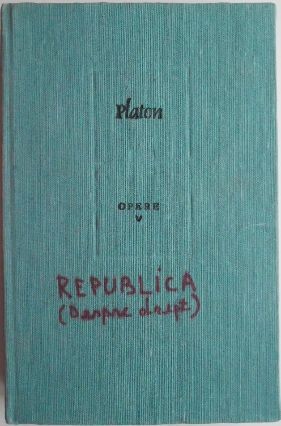 Platon
OPERE
V
REPUBLICA
(Despre drept)